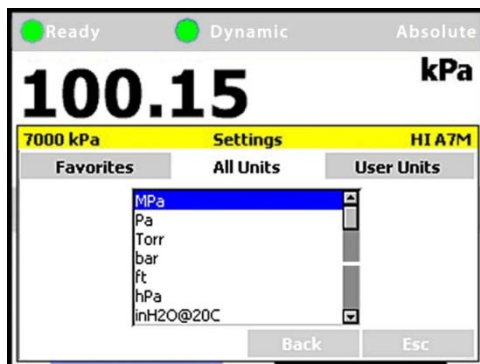 Ready Dynamic Absolute
100.15 kPa
7000 kPa Settings HI A7M
Favorites All Units User Units
MPa
Pa
Torr
bar
ft
hPa
inH2O@20C
Back Esc